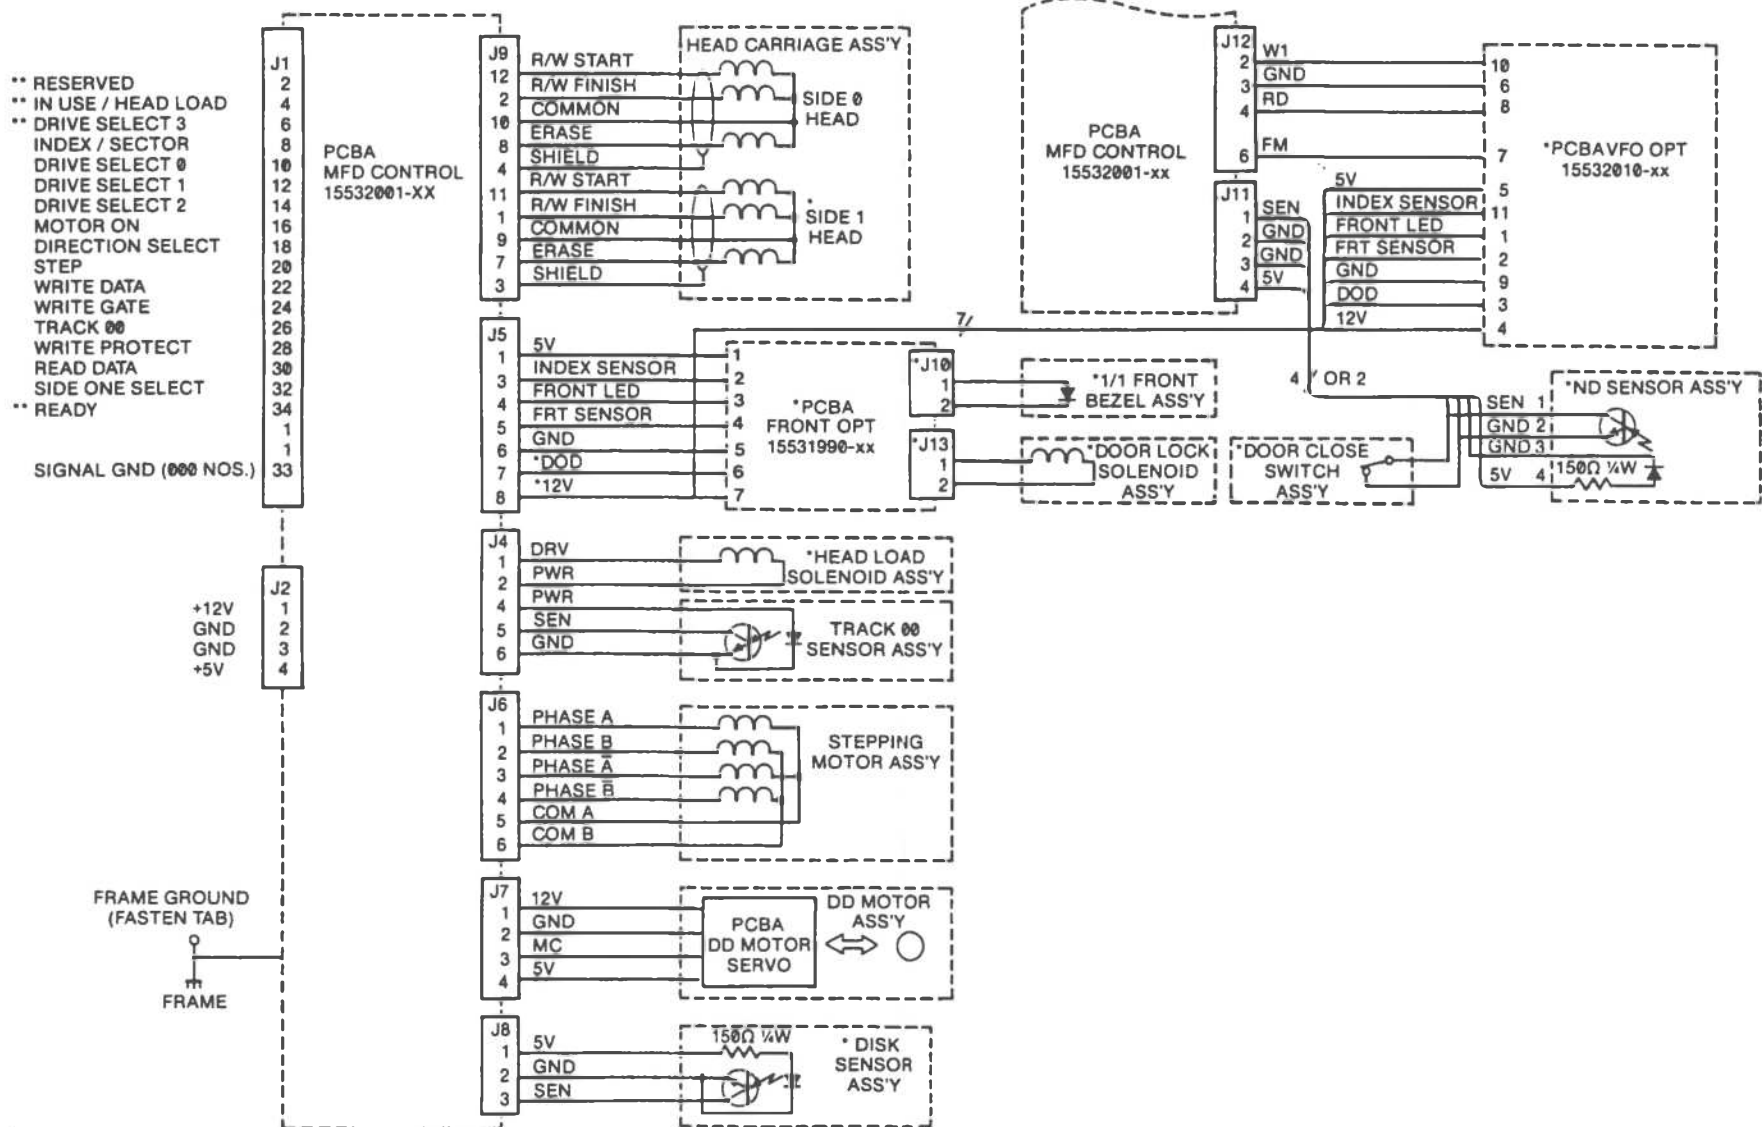 J1
** RESERVED 2
** IN USE / HEAD LOAD 4
** DRIVE SELECT 3 6
INDEX / SECTOR 8
DRIVE SELECT 0 10
DRIVE SELECT 1 12
DRIVE SELECT 2 14
MOTOR ON 16
DIRECTION SELECT 18
STEP 20
WRITE DATA 22
WRITE GATE 24
TRACK 00 26
WRITE PROTECT 28
READ DATA 30
SIDE ONE SELECT 32
** READY 34
1
1
SIGNAL GND (000 NOS.) 33
J2
+12V 1
GND 2
GND 3
+5V 4
FRAME GROUND
(FASTEN TAB)
FRAME
PCBA
MFD CONTROL
15532001-XX
J9
12 R/W START
2 R/W FINISH
10 COMMON
8 ERASE
4 SHIELD
11 R/W START
1 R/W FINISH
9 COMMON
7 ERASE
3 SHIELD
HEAD CARRIAGE ASS'Y
SIDE 0
HEAD
*
SIDE 1
HEAD
J5
1 5V 1
3 INDEX SENSOR 2
4 FRONT LED 3
5 FRT SENSOR 4
6 GND 5
7 *DOD 6
8 *12V 7
*PCBA
FRONT OPT
15531990-xx
*J10
1
2
*J13
1
2
*1/1 FRONT
BEZEL ASS'Y
*DOOR LOCK
SOLENOID
ASS'Y
J4
1 DRV
2 PWR
4 PWR
5 SEN
6 GND
*HEAD LOAD
SOLENOID ASS'Y
TRACK 00
SENSOR ASS'Y
J6
1 PHASE A
2 PHASE B
3 PHASE A̅
4 PHASE B̅
5 COM A
6 COM B
STEPPING
MOTOR ASS'Y
J7
1 12V
2 GND
3 MC
4 5V
PCBA
DD MOTOR
SERVO
DD MOTOR
ASS'Y
J8
1 5V
2 GND
3 SEN
150Ω ¼W
* DISK
SENSOR
ASS'Y
PCBA
MFD CONTROL
15532001-xx
J12
2 W1 10
3 GND 6
4 RD 8
6 FM 7
J11
1 SEN
2 GND
3 GND
4 5V
5V 5
INDEX SENSOR 11
FRONT LED 1
FRT SENSOR 2
GND 9
DOD 3
12V 4
*PCBAVFO OPT
15532010-xx
7/
4 / OR 2
*DOOR CLOSE
SWITCH
ASS'Y
*ND SENSOR ASS'Y
SEN 1
GND 2
GND 3
5V 4
150Ω ¼W